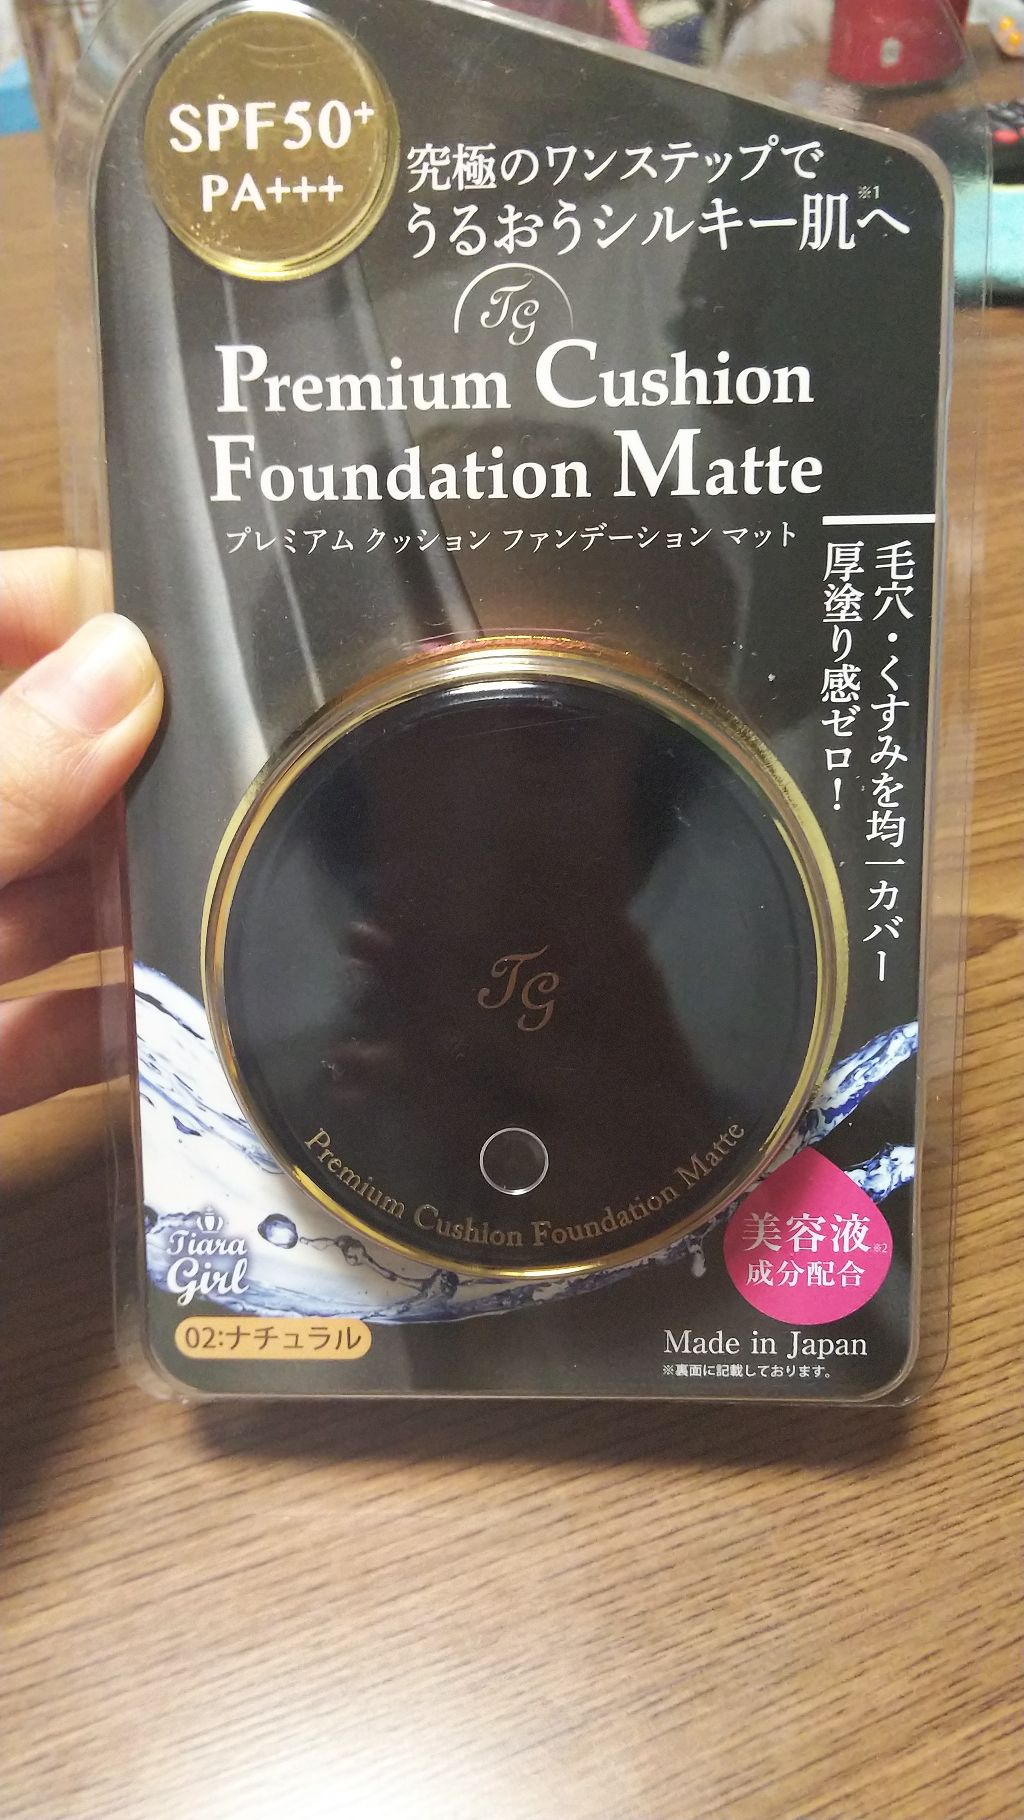 SPF50+
PA+++
究極のワンステップで
うるおうシルキー肌へ※1
TG
Premium Cushion
Foundation Matte
プレミアム クッション ファンデーション マット
毛穴・くすみを均一カバー
厚塗り感ゼロ!
TG
Premium Cushion Foundation Matte
Tiara
Girl
美容液※2
成分配合
02:ナチュラル
Made in Japan
※裏面に記載しております。